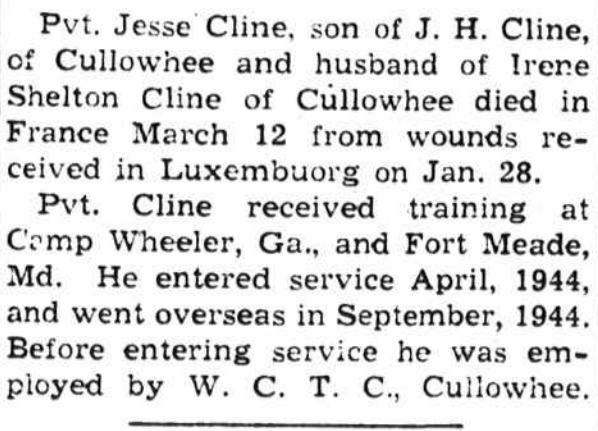 Pvt. Jesse Cline, son of J. H. Cline,
of Cullowhee and husband of Irene
Shelton Cline of Cullowhee died in
France March 12 from wounds re-
ceived in Luxembuorg on Jan. 28.
Pvt. Cline received training at
Camp Wheeler, Ga., and Fort Meade,
Md. He entered service April, 1944,
and went overseas in September, 1944.
Before entering service he was em-
ployed by W. C. T. C., Cullowhee.